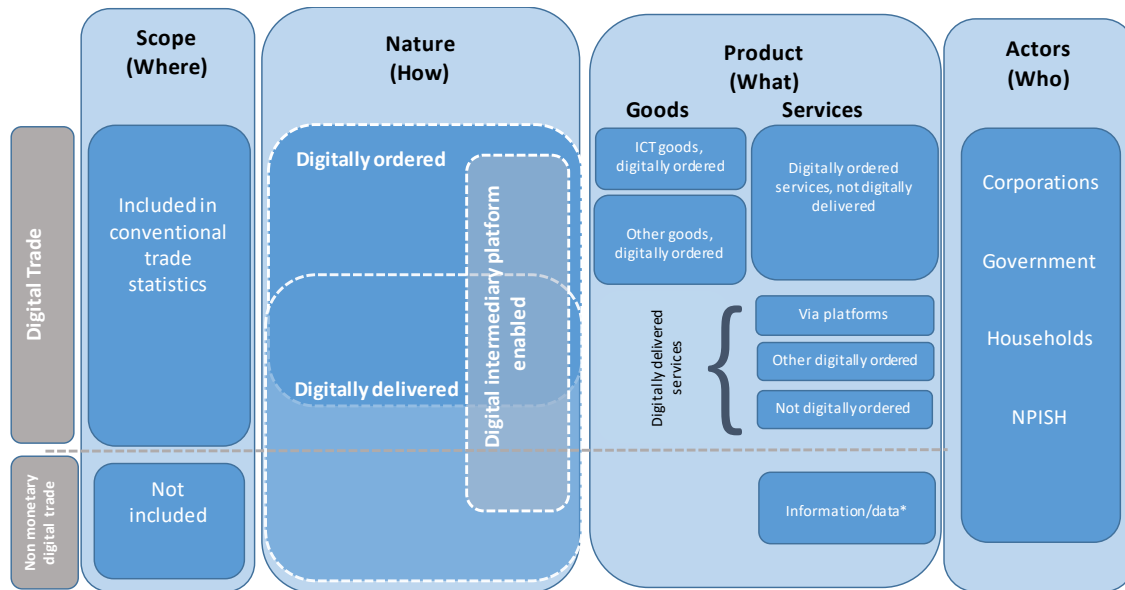 Scope
(Where)
Nature
(How)
Product
(What)
Actors
(Who)
Goods
Services
Digital Trade
Included in
conventional
trade
statistics
Digitally ordered
Digitally delivered
Digital intermediary platform
enabled
ICT goods,
digitally ordered
Other goods,
digitally ordered
Digitally ordered
services, not digitally
delivered
Digitally delivered
services
Via platforms
Other digitally ordered
Not digitally ordered
Corporations
Government
Households
NPISH
Non monetary
digital trade
Not
included
Information/data*